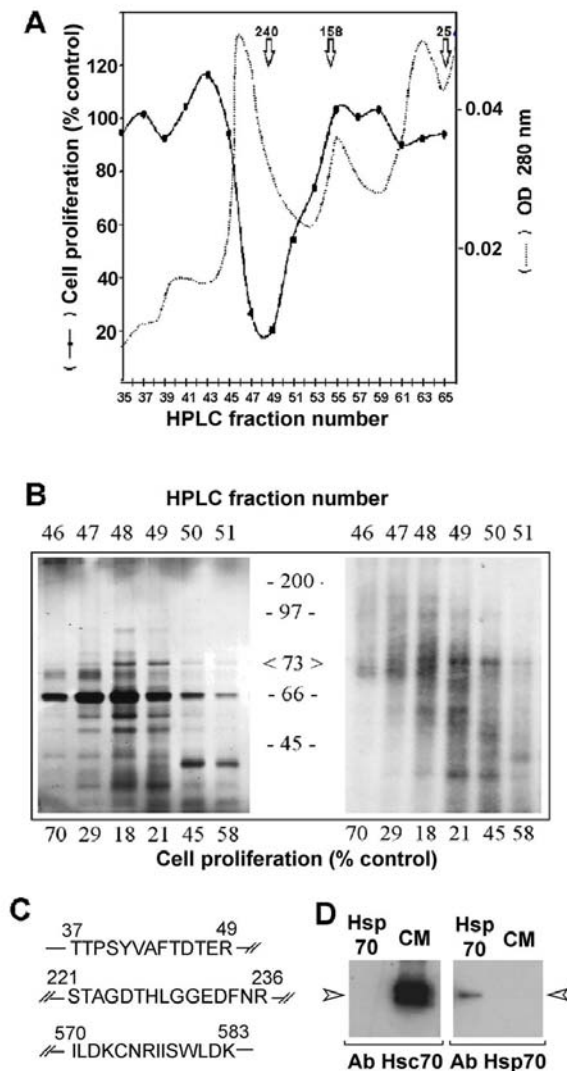 A
240 158 25
120
100
80
60
40
20
0.04
0.02
Cell proliferation (% control)
OD 280 nm
35 37 39 41 43 45 47 49 51 53 55 57 59 61 63 65
HPLC fraction number
B
HPLC fraction number
46 47 48 49 50 51 46 47 48 49 50 51
- 200 -
- 97 -
< 73 >
- 66 -
- 45 -
70 29 18 21 45 58 70 29 18 21 45 58
Cell proliferation (% control)
C
37 49
TTPSYVAFTDTER
221 236
STAGDTHLGGEDFNR
570 583
ILDKCNRIISWLDK
D
Hsp 70 CM Hsp 70 CM
Ab Hsc70 Ab Hsp70